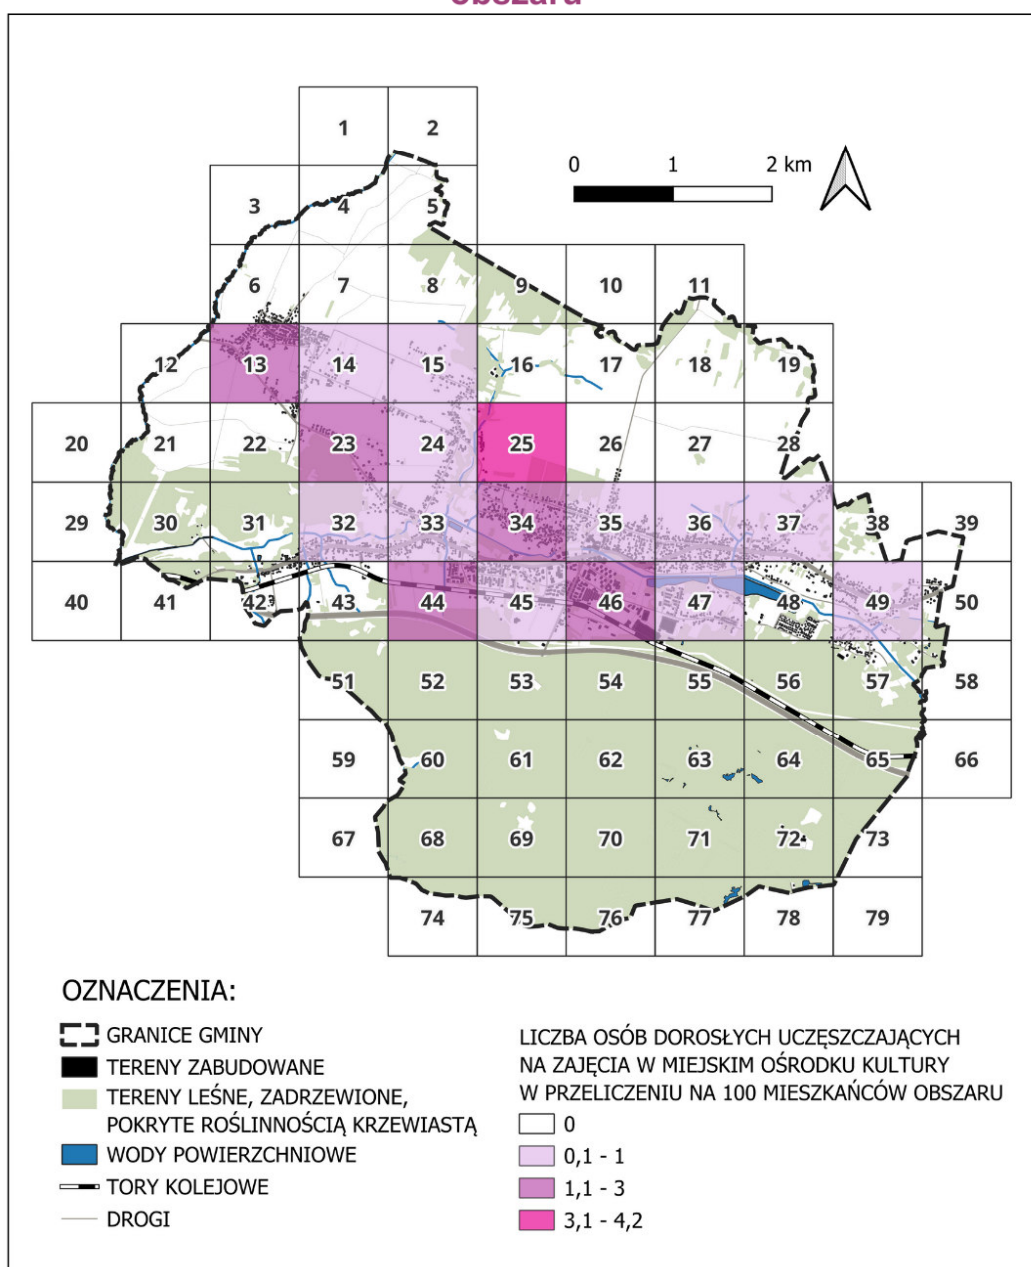 obszaru
0 1 2 km
1 2
3 4 5
6 7 8 9 10 11
12 13 14 15 16 17 18 19
20 21 22 23 24 25 26 27 28
29 30 31 32 33 34 35 36 37 38 39
40 41 42 43 44 45 46 47 48 49 50
51 52 53 54 55 56 57 58
59 60 61 62 63 64 65 66
67 68 69 70 71 72 73
74 75 76 77 78 79
OZNACZENIA:
GRANICE GMINY
TERENY ZABUDOWANE
TERENY LEŚNE, ZADRZEWIONE,
POKRYTE ROŚLINNOŚCIĄ KRZEWIASTĄ
WODY POWIERZCHNIOWE
TORY KOLEJOWE
DROGI
LICZBA OSÓB DOROSŁYCH UCZĘSZCZAJĄCYCH
NA ZAJĘCIA W MIEJSKIM OŚRODKU KULTURY
W PRZELICZENIU NA 100 MIESZKAŃCÓW OBSZARU
0
0,1 - 1
1,1 - 3
3,1 - 4,2